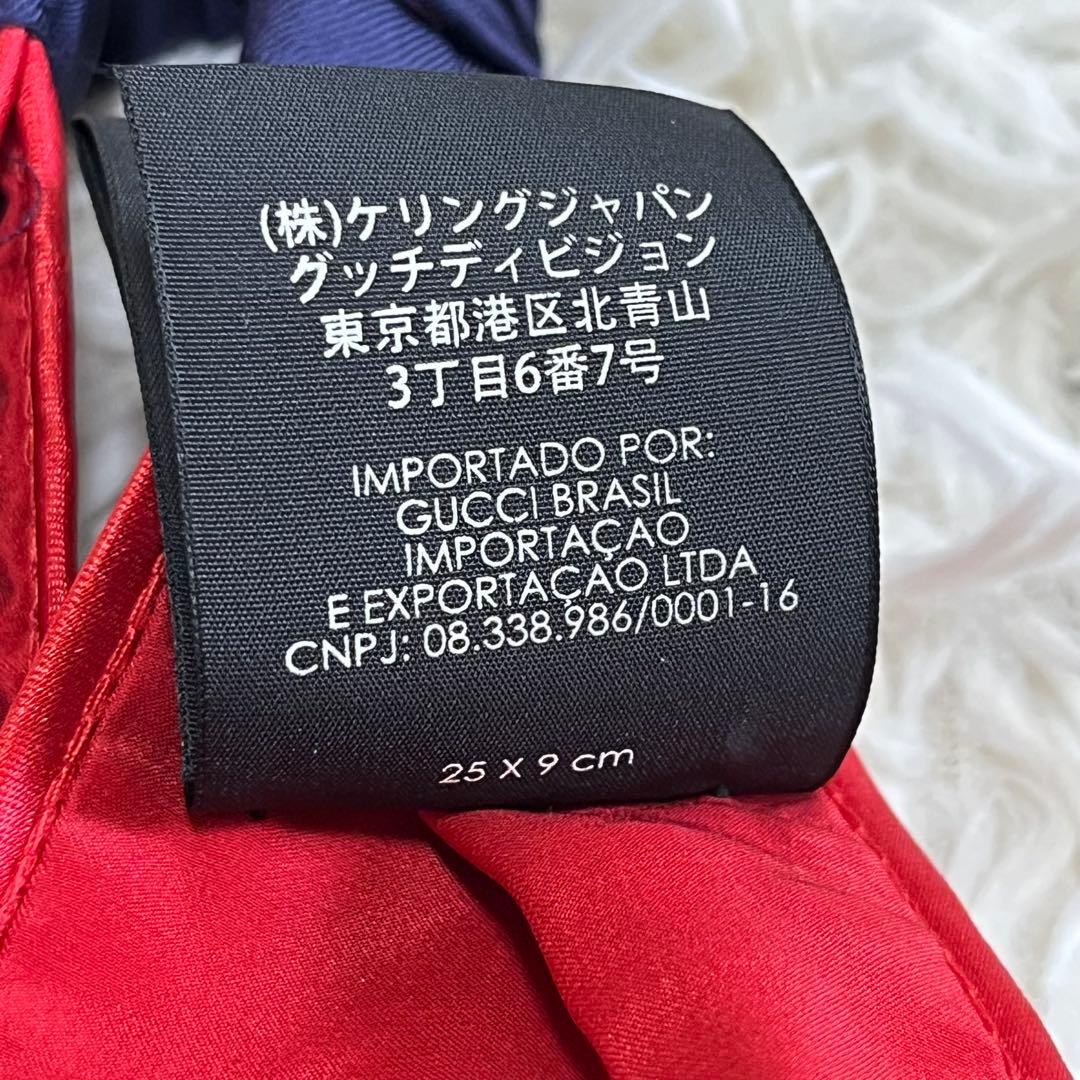 (株)ケリングジャパン
グッチディビジョン
東京都港区北青山
3丁目6番7号
IMPORTADO POR:
GUCCI BRASIL
IMPORTAÇAO
E EXPORTAÇAO LTDA
CNPJ: 08.338.986/0001-16
25 X 9 cm